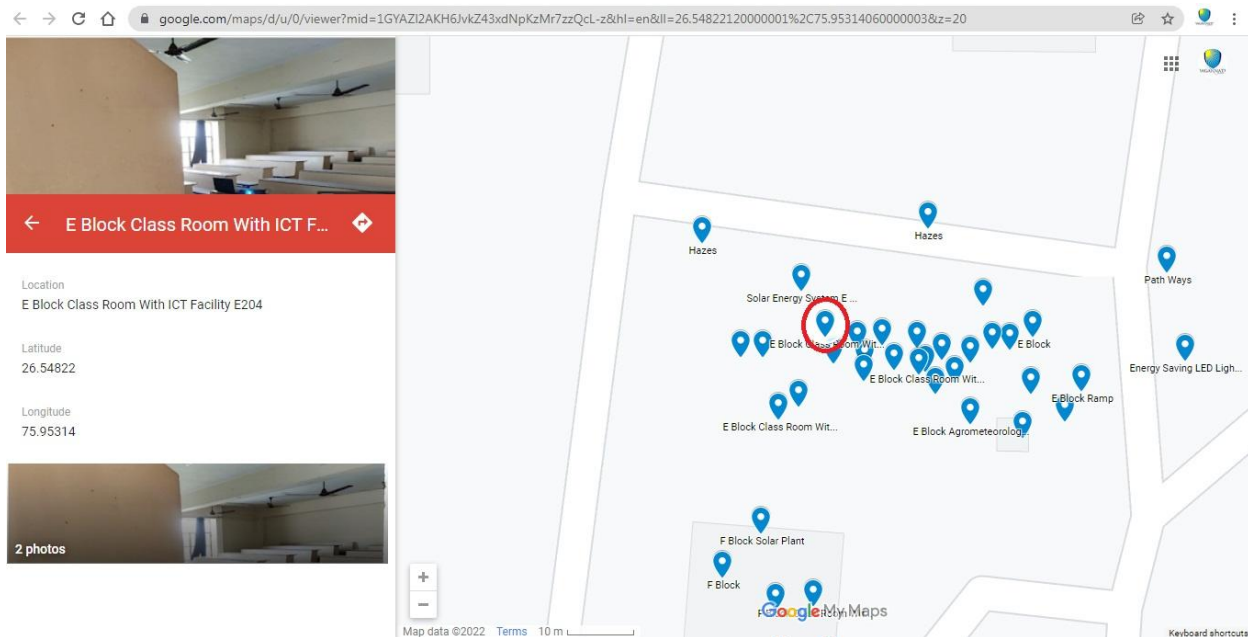 google.com/maps/d/u/0/viewer?mid=1GYAZI2AKH6JvkZ43xdNpKzMr7zzQcL-z&hl=en&ll=26.54822120000001%2C75.95314060000003&z=20
E Block Class Room With ICT F...
Location
E Block Class Room With ICT Facility E204
Latitude
26.54822
Longitude
75.95314
2 photos
Hazes
Hazes
Path Ways
Solar Energy System E ...
E Block Class Room Wit...
E Block
Energy Saving LED Ligh...
E Block Class Room Wit...
E Block Ramp
E Block Class Room Wit...
E Block Agrometeorolog...
F Block Solar Plant
F Block
Google My Maps
Map data ©2022 Terms 10 m
Keyboard shortcuts